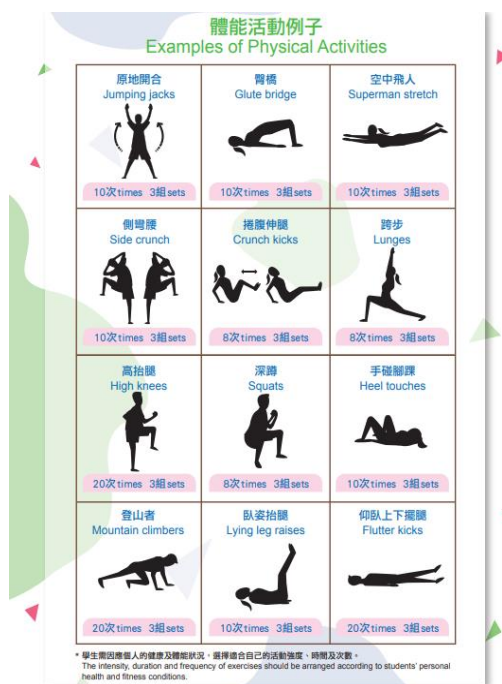 體能活動例子
Examples of Physical Activities
原地開合
Jumping jacks
10次times 3組sets
臀橋
Glute bridge
10次times 3組sets
空中飛人
Superman stretch
10次times 3組sets
側彎腰
Side crunch
10次times 3組sets
捲腹伸腿
Crunch kicks
8次times 3組sets
跨步
Lunges
8次times 3組sets
高抬腿
High knees
20次times 3組sets
深蹲
Squats
8次times 3組sets
手碰腳踝
Heel touches
10次times 3組sets
登山者
Mountain climbers
20次times 3組sets
臥姿抬腿
Lying leg raises
10次times 3組sets
仰臥上下擺腿
Flutter kicks
20次times 3組sets
* 學生需因應個人的健康及體能狀況，選擇適合自己的活動強度、時間及次數。
The intensity, duration and frequency of exercises should be arranged according to students' personal
health and fitness conditions.